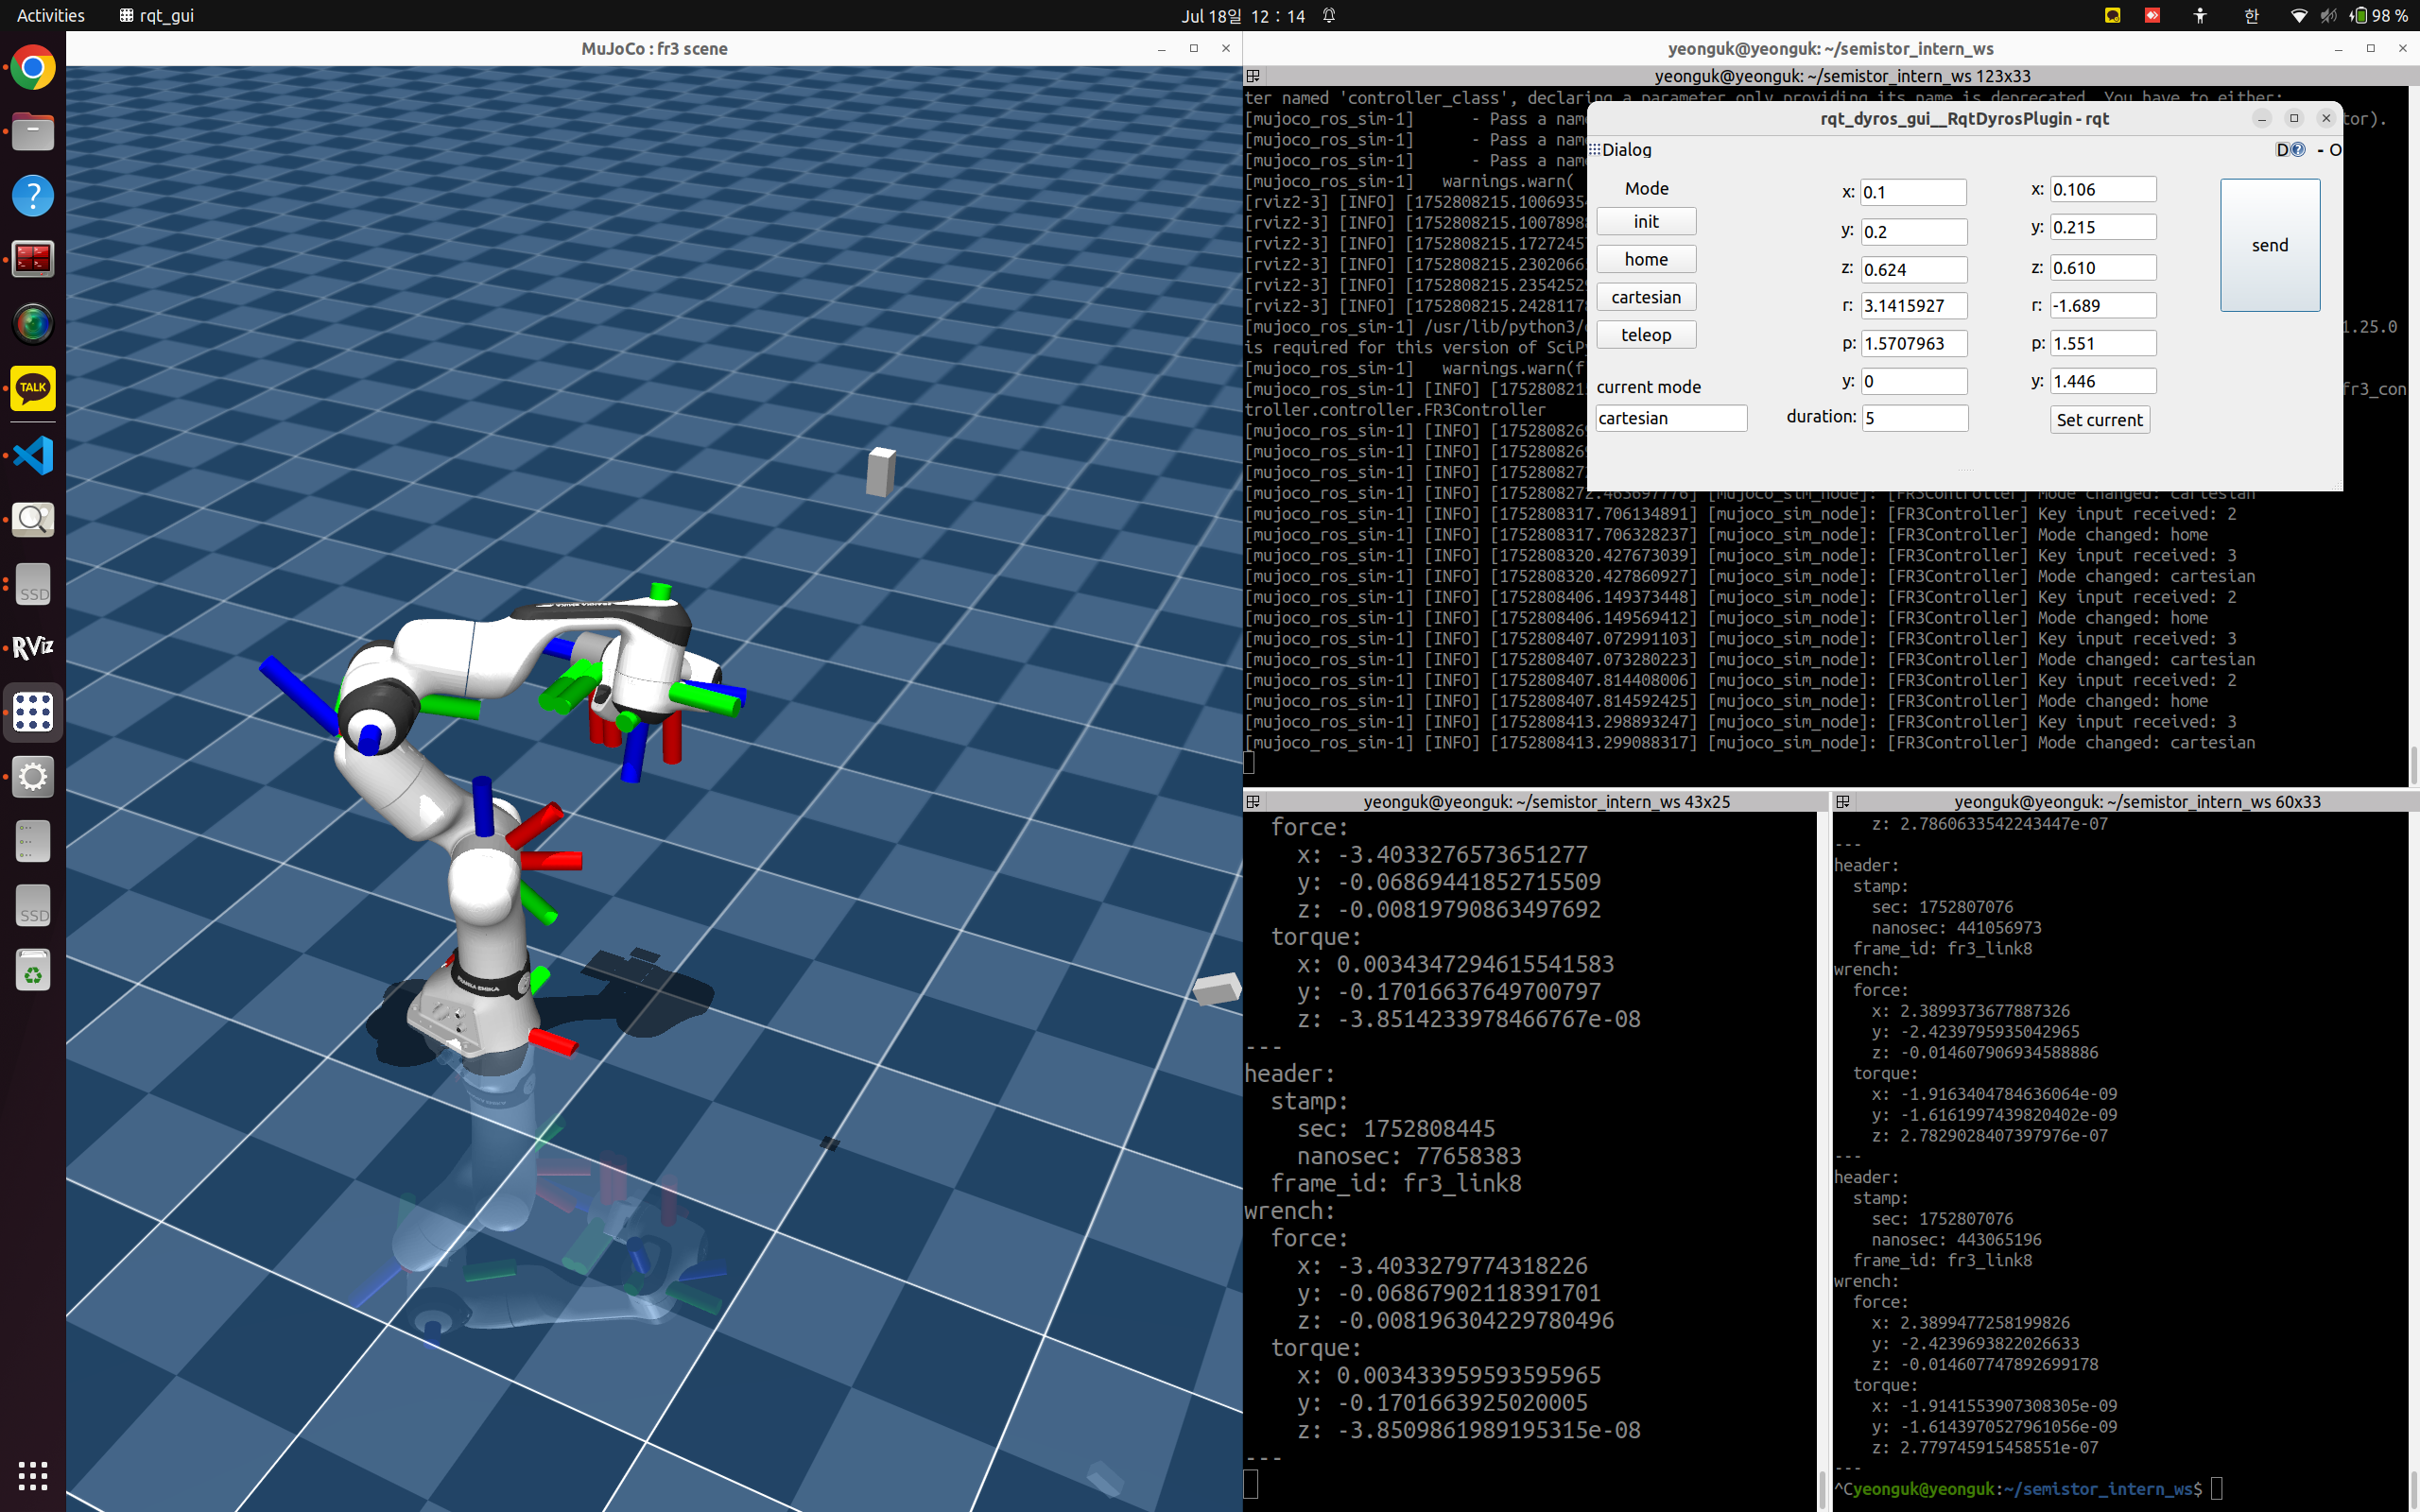 Activities
rqt_gui
Jul 18일 12 : 14
한
98 %
MuJoCo : fr3 scene
yeonguk@yeonguk: ~/semistor_intern_ws
yeonguk@yeonguk: ~/semistor_intern_ws 123x33
ter named 'controller_class', declaring a parameter only providing its name is deprecated. You have to either:
[mujoco_ros_sim-1]      - Pass a nam
tor).
[mujoco_ros_sim-1]      - Pass a nam
[mujoco_ros_sim-1]      - Pass a nam
[mujoco_ros_sim-1]   warnings.warn(
[rviz2-3] [INFO] [1752808215.1006935
[rviz2-3] [INFO] [1752808215.1007898
[rviz2-3] [INFO] [1752808215.1727245
[rviz2-3] [INFO] [1752808215.2302066
[rviz2-3] [INFO] [1752808215.2354252
[rviz2-3] [INFO] [1752808215.2428117
[mujoco_ros_sim-1] /usr/lib/python3/
1.25.0
is required for this version of SciP
[mujoco_ros_sim-1]   warnings.warn(f
[mujoco_ros_sim-1] [INFO] [175280821
fr3_con
troller.controller.FR3Controller
[mujoco_ros_sim-1] [INFO] [175280826
[mujoco_ros_sim-1] [INFO] [175280826
[mujoco_ros_sim-1] [INFO] [175280827
[mujoco_ros_sim-1] [INFO] [1752808272.463697776] [mujoco_sim_node]: [FR3Controller] Mode changed: cartesian
[mujoco_ros_sim-1] [INFO] [1752808317.706134891] [mujoco_sim_node]: [FR3Controller] Key input received: 2
[mujoco_ros_sim-1] [INFO] [1752808317.706328237] [mujoco_sim_node]: [FR3Controller] Mode changed: home
[mujoco_ros_sim-1] [INFO] [1752808320.427673039] [mujoco_sim_node]: [FR3Controller] Key input received: 3
[mujoco_ros_sim-1] [INFO] [1752808320.427860927] [mujoco_sim_node]: [FR3Controller] Mode changed: cartesian
[mujoco_ros_sim-1] [INFO] [1752808406.149373448] [mujoco_sim_node]: [FR3Controller] Key input received: 2
[mujoco_ros_sim-1] [INFO] [1752808406.149569412] [mujoco_sim_node]: [FR3Controller] Mode changed: home
[mujoco_ros_sim-1] [INFO] [1752808407.072991103] [mujoco_sim_node]: [FR3Controller] Key input received: 3
[mujoco_ros_sim-1] [INFO] [1752808407.073280223] [mujoco_sim_node]: [FR3Controller] Mode changed: cartesian
[mujoco_ros_sim-1] [INFO] [1752808407.814408006] [mujoco_sim_node]: [FR3Controller] Key input received: 2
[mujoco_ros_sim-1] [INFO] [1752808407.814592425] [mujoco_sim_node]: [FR3Controller] Mode changed: home
[mujoco_ros_sim-1] [INFO] [1752808413.298893247] [mujoco_sim_node]: [FR3Controller] Key input received: 3
[mujoco_ros_sim-1] [INFO] [1752808413.299088317] [mujoco_sim_node]: [FR3Controller] Mode changed: cartesian
rqt_dyros_gui__RqtDyrosPlugin - rqt
Dialog
D - O
Mode
init
home
cartesian
teleop
current mode
cartesian
x: 0.1
y: 0.2
z: 0.624
r: 3.1415927
p: 1.5707963
y: 0
duration: 5
x: 0.106
y: 0.215
z: 0.610
r: -1.689
p: 1.551
y: 1.446
Set current
send
TALK
SSD
RViz
SSD
yeonguk@yeonguk: ~/semistor_intern_ws 43x25
force:
x: -3.4033276573651277
y: -0.06869441852715509
z: -0.00819790863497692
torque:
x: 0.0034347294615541583
y: -0.17016637649700797
z: -3.8514233978466767e-08
---
header:
stamp:
sec: 1752808445
nanosec: 77658383
frame_id: fr3_link8
wrench:
force:
x: -3.4033279774318226
y: -0.06867902118391701
z: -0.008196304229780496
torque:
x: 0.003433959593595965
y: -0.1701663925020005
z: -3.8509861989195315e-08
---
yeonguk@yeonguk: ~/semistor_intern_ws 60x33
z: 2.7860633542243447e-07
---
header:
stamp:
sec: 1752807076
nanosec: 441056973
frame_id: fr3_link8
wrench:
force:
x: 2.3899373677887326
y: -2.4239795935042965
z: -0.014607906934588886
torque:
x: -1.9163404784636064e-09
y: -1.6161997439820402e-09
z: 2.7829028407397976e-07
---
header:
stamp:
sec: 1752807076
nanosec: 443065196
frame_id: fr3_link8
wrench:
force:
x: 2.3899477258199826
y: -2.4239693822026633
z: -0.014607747892699178
torque:
x: -1.9141553907308305e-09
y: -1.6143970527961056e-09
z: 2.779745915458551e-07
---
^Cyeonguk@yeonguk:~/semistor_intern_ws$